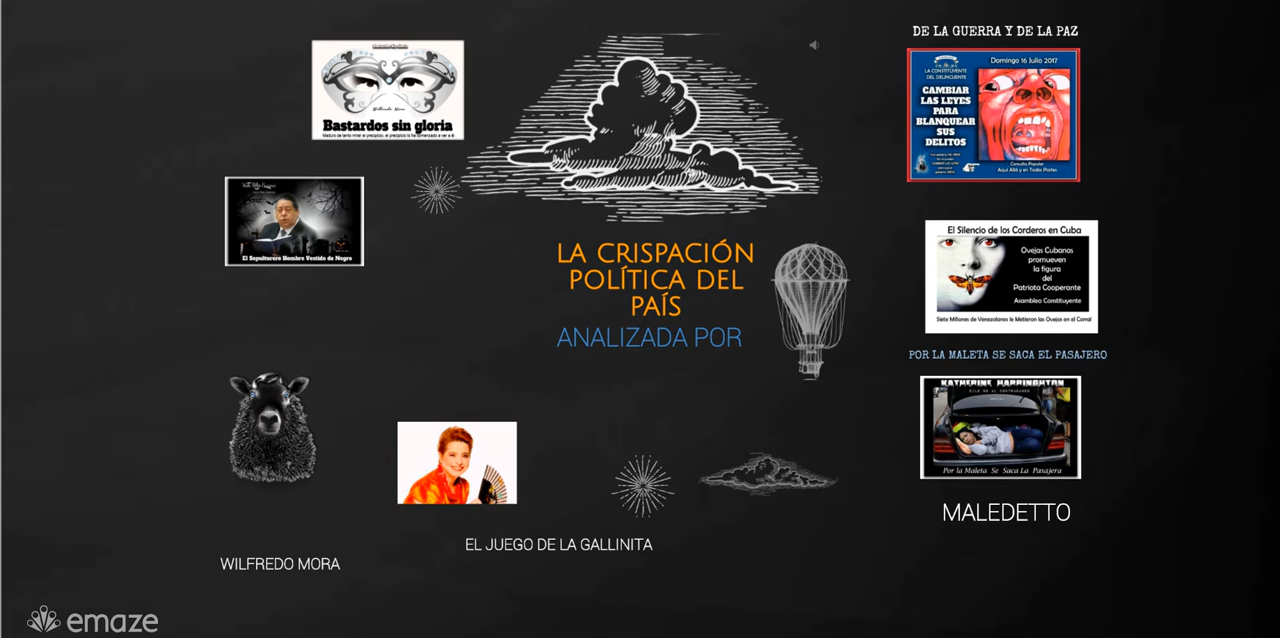 DE LA GUERRA Y DE LA PAZ
Bastardos sin gloria
Domingo 16 Julio 2017
LA CONSTITUYENTE
DEL DELINCUENTE
CAMBIAR
LAS LEYES
PARA
BLANQUEAR
SUS
DELITOS
Consulta Popular
Aquí Allá y en Todas Partes
El Sepulturero Hombre Vestido de Negro
LA CRISPACIÓN
POLÍTICA DEL
PAÍS
ANALIZADA POR
El Silencio de los Corderos en Cuba
Ovejas Cubanas
promueven
la figura
del
Patriota Cooperante
Asamblea Constituyente
Siete Millones de Venezolanos le Metieron las Ovejas en el Corral
POR LA MALETA SE SACA EL PASAJERO
KATHERINE HARRINGHTON
Por la Maleta Se Saca La Pasajera
MALEDETTO
EL JUEGO DE LA GALLINITA
WILFREDO MORA
emaze